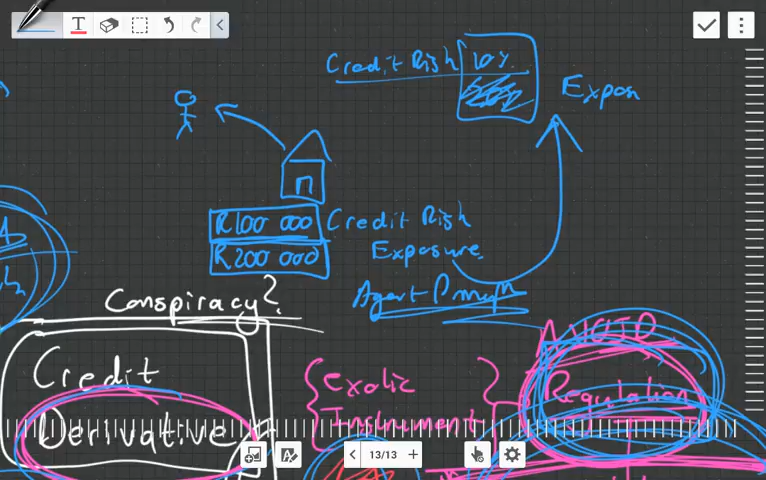 T
Credit Risk 10%
Expos
R100 000 Credit Risk
R200 000 Exposure
Agent
Conspiracy?
Credit
Derivative
Exotic
Instrument
Regulation
13/13